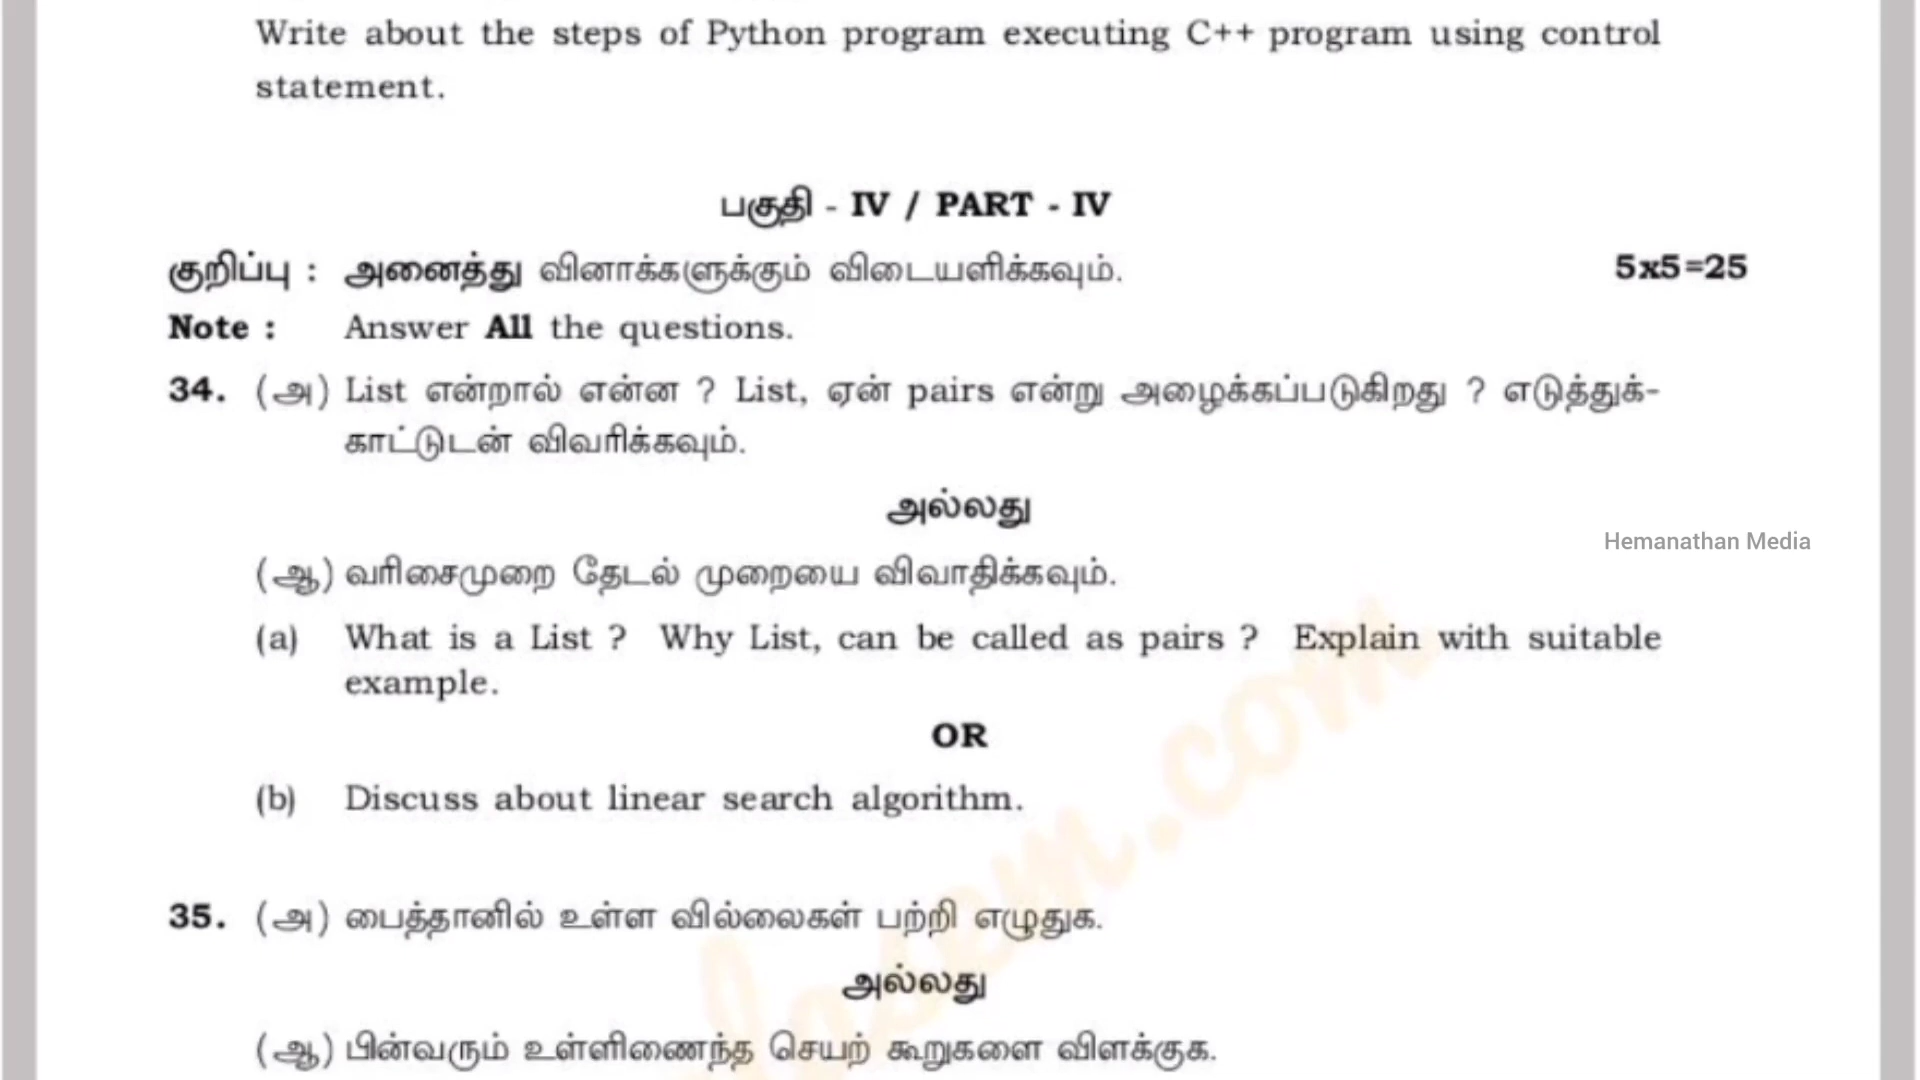 Write about the steps of Python program executing C++ program using control
statement.
பகுதி - IV / PART - IV
குறிப்பு : அனைத்து வினாக்களுக்கும் விடையளிக்கவும். 5x5=25
Note : Answer All the questions.
34. (அ) List என்றால் என்ன ? List, ஏன் pairs என்று அழைக்கப்படுகிறது ? எடுத்துக்-
காட்டுடன் விவரிக்கவும்.
அல்லது
Hemanathan Media
(ஆ) வரிசைமுறை தேடல் முறையை விவாதிக்கவும்.
(a) What is a List ? Why List, can be called as pairs ? Explain with suitable
example.
OR
(b) Discuss about linear search algorithm.
35. (அ) பைத்தானில் உள்ள வில்லைகள் பற்றி எழுதுக.
அல்லது
(ஆ) பின்வரும் உள்ளிணைந்த செயற் கூறுகளை விளக்குக.